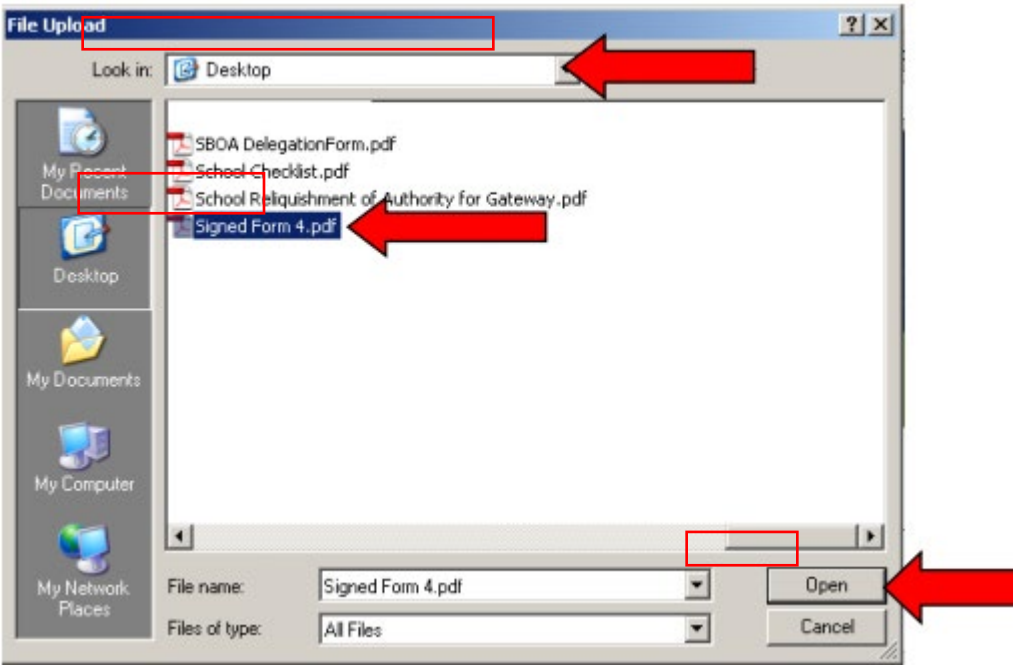 File Upload
Look in: Desktop
My Recent Documents
Desktop
My Documents
My Computer
My Network Places
SBOA DelegationForm.pdf
School Checklist.pdf
School Reliquishment of Authority for Gateway.pdf
Signed Form 4.pdf
File name: Signed Form 4.pdf Open
Files of type: All Files Cancel